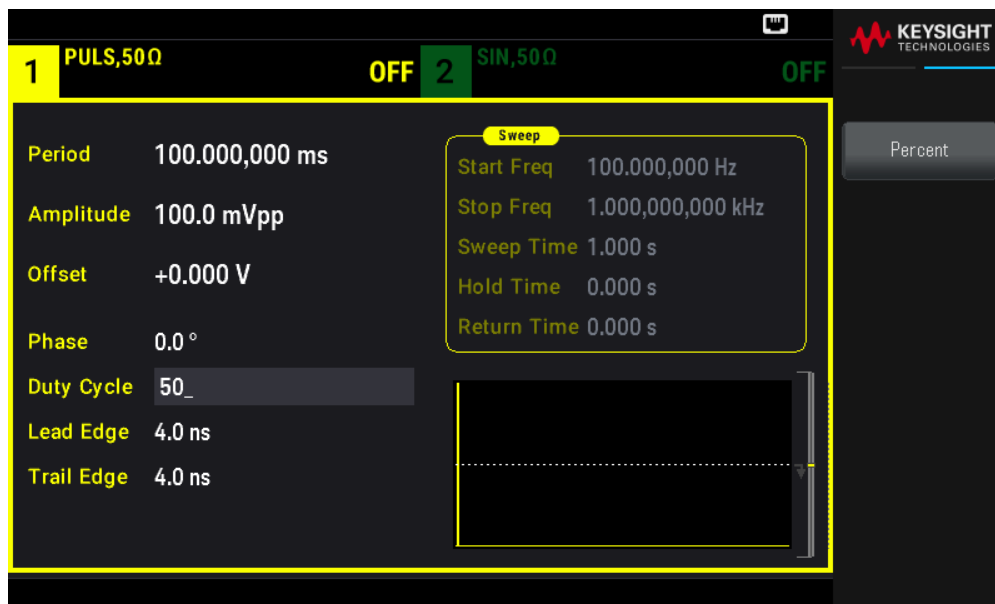 KEYSIGHT
TECHNOLOGIES
1 PULS,50Ω OFF 2 SIN,50Ω OFF
Period 100.000,000 ms
Amplitude 100.0 mVpp
Offset +0.000 V
Phase 0.0 °
Duty Cycle 50_
Lead Edge 4.0 ns
Trail Edge 4.0 ns
Sweep
Start Freq 100.000,000 Hz
Stop Freq 1.000,000,000 kHz
Sweep Time 1.000 s
Hold Time 0.000 s
Return Time 0.000 s
Percent